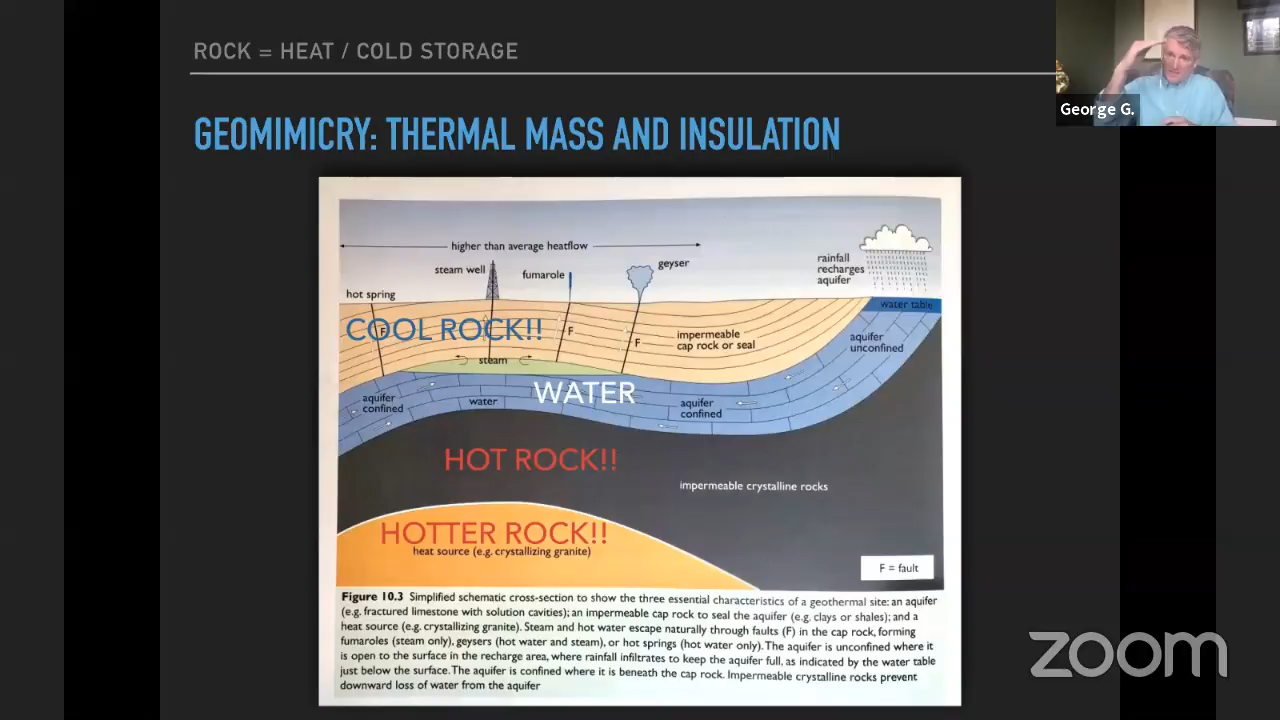 ROCK = HEAT / COLD STORAGE
George G.
GEOMIMICRY: THERMAL MASS AND INSULATION
higher than average heatflow
steam well
fumarole
geyser
rainfall
recharges
aquifer
hot spring
water table
COOL ROCK!!
F
F
F
impermeable
cap rock or seal
aquifer
unconfined
steam
WATER
aquifer
confined
water
aquifer
confined
HOT ROCK!!
impermeable crystalline rocks
HOTTER ROCK!!
heat source (e.g. crystallizing granite)
F = fault
Figure 10.3 Simplified schematic cross-section to show the three essential characteristics of a geothermal site: an aquifer
(e.g. fractured limestone with solution cavities); an impermeable cap rock to seal the aquifer (e.g. clays or shales); and a
heat source (e.g. crystallizing granite). Steam and hot water escape naturally through faults (F) in the cap rock, forming
fumaroles (steam only), geysers (hot water and steam), or hot springs (hot water only). The aquifer is unconfined where it
is open to the surface in the recharge area, where rainfall infiltrates to keep the aquifer full, as indicated by the water table
just below the surface. The aquifer is confined where it is beneath the cap rock. Impermeable crystalline rocks prevent
downward loss of water from the aquifer
zoom